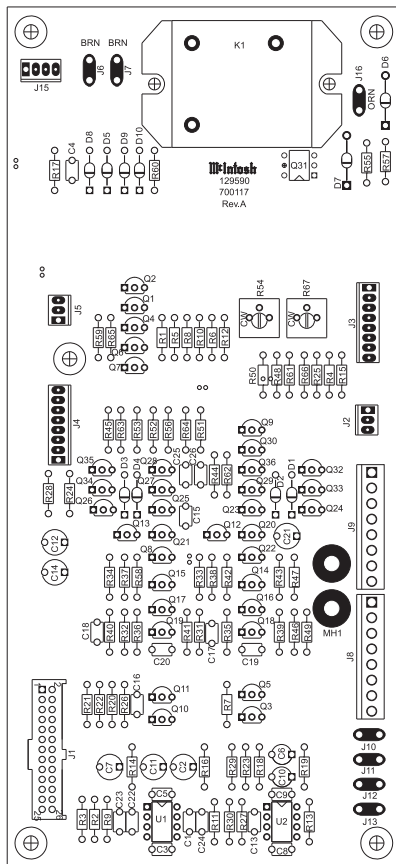 BRN BRN
K1
D6
J16
ORN
J15
J6
J7
C4
D8
D5
D9
D10
R17
R60
McIntosh
129590
700117
Rev.A
Q31
D7
R55
R57
Q2
Q1
Q4
Q6
Q7
J5
R59
R65
R1
R5
R8
R10
R6
R12
R54
R67
CW
CW
J3
R50
R48
R61
R66
R25
R4
R15
J4
J2
R45
R63
R53
R52
R56
R64
R51
Q9
Q30
Q35
D3
D4
Q28
C25
C26
R44
R62
Q36
D1
Q32
R28
R24
Q34
Q27
Q29
D2
Q33
Q26
Q25
C15
Q23
Q24
J9
C12
Q13
Q21
Q12
Q20
C21
Q8
Q22
C14
R34
R37
R58
Q15
R33
R38
R42
Q14
R43
R47
Q17
Q16
MH1
C18
R40
R32
R36
Q19
R41
R31
C17
R35
Q18
R39
R46
R49
C20
C19
J8
R21
R22
R20
R26
C16
Q11
Q10
R7
Q5
Q3
J1
J10
J11
J12
J13
C7
R14
C11
C2
R16
R29
R23
R18
C6
C10
R19
R3
R2
R9
C23
C22
C5
U1
C3
C1
C24
R11
R30
R27
C13
C9
U2
C8
R13